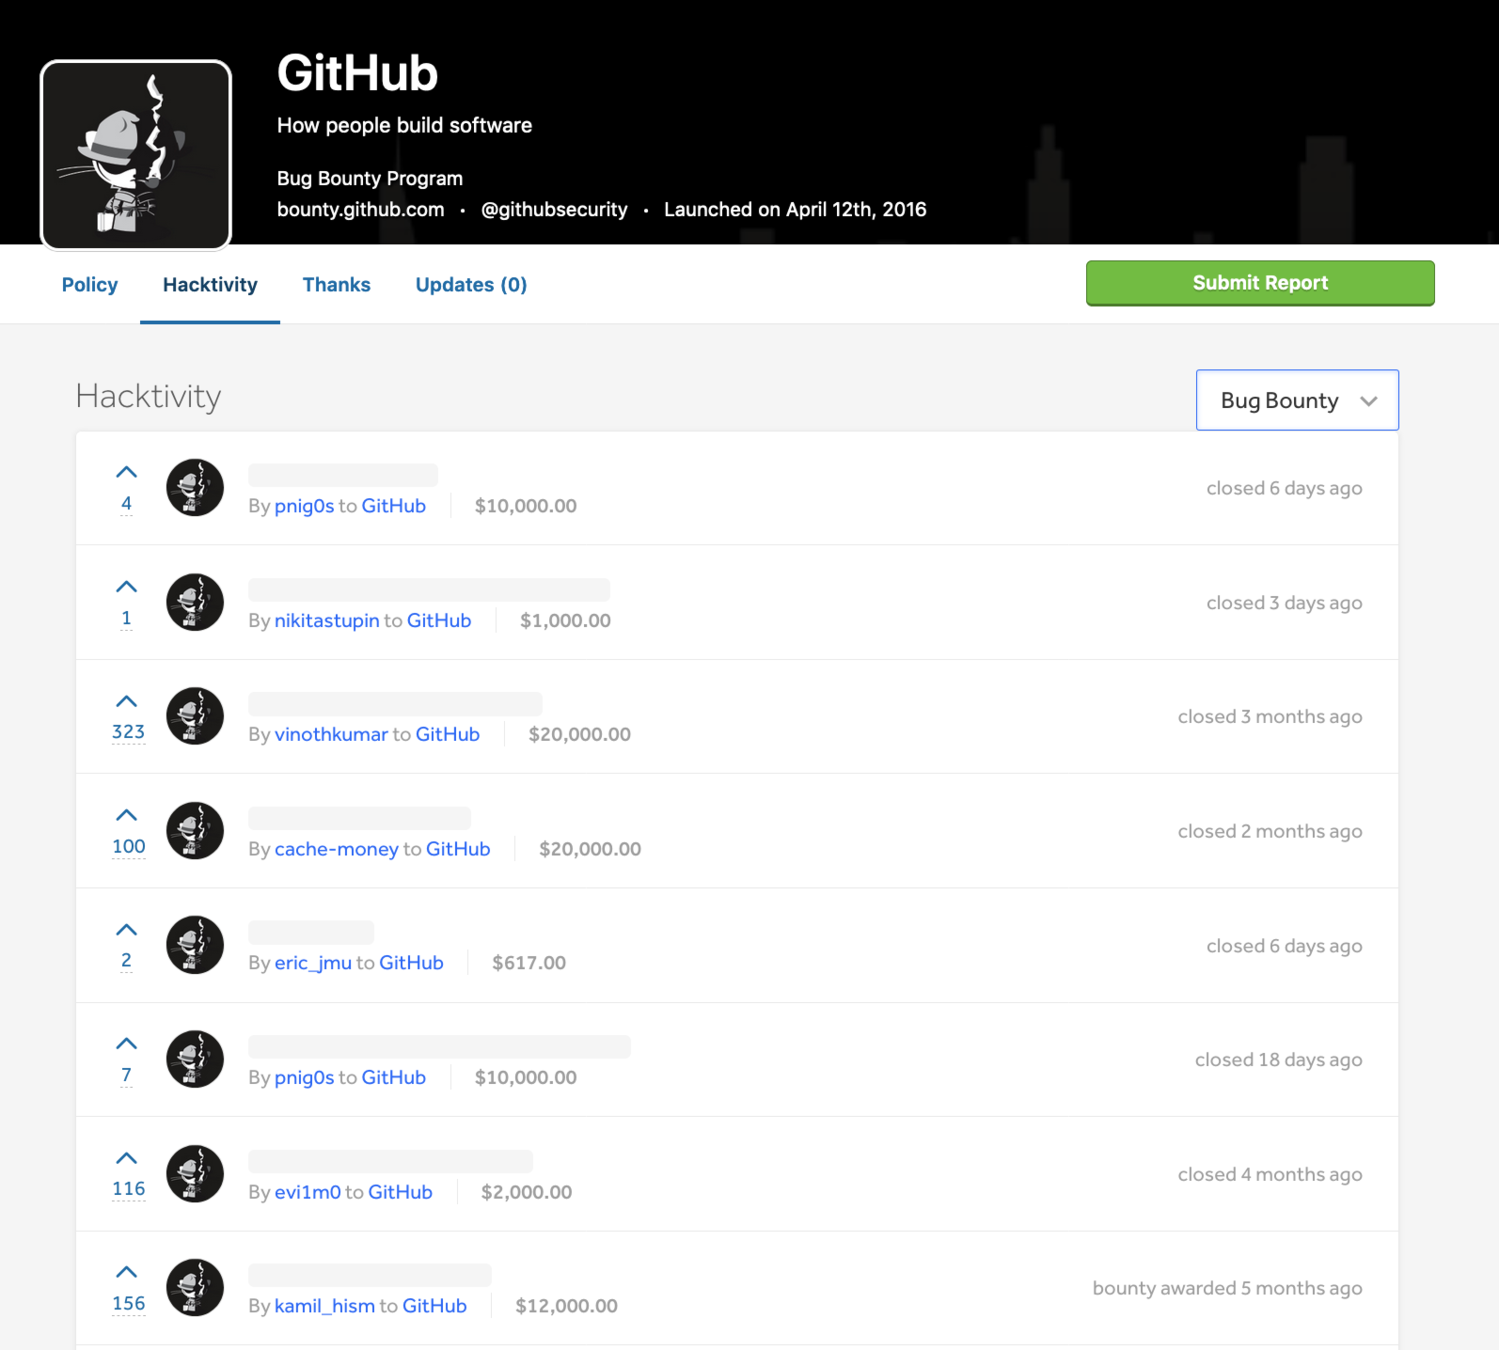 GitHub
How people build software
Bug Bounty Program
bounty.github.com · @githubsecurity · Launched on April 12th, 2016
Policy Hacktivity Thanks Updates (0) Submit Report
Hacktivity Bug Bounty
4 By pnig0s to GitHub $10,000.00 closed 6 days ago
1 By nikitastupin to GitHub $1,000.00 closed 3 days ago
323 By vinothkumar to GitHub $20,000.00 closed 3 months ago
100 By cache-money to GitHub $20,000.00 closed 2 months ago
2 By eric_jmu to GitHub $617.00 closed 6 days ago
7 By pnig0s to GitHub $10,000.00 closed 18 days ago
116 By evi1m0 to GitHub $2,000.00 closed 4 months ago
156 By kamil_hism to GitHub $12,000.00 bounty awarded 5 months ago